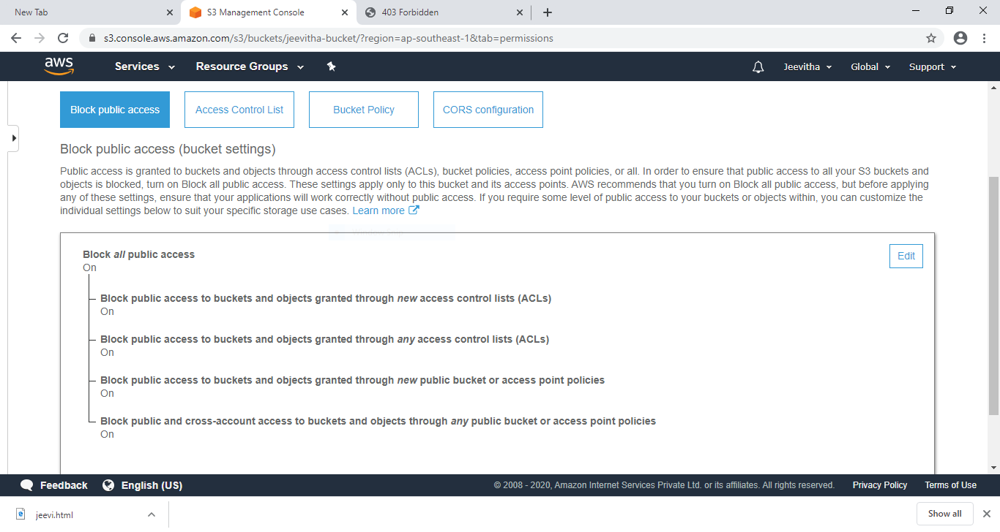 New Tab
S3 Management Console
403 Forbidden
s3.console.aws.amazon.com/s3/buckets/jeevitha-bucket/?region=ap-southeast-1&tab=permissions
aws
Services
Resource Groups
Jeevitha
Global
Support
Block public access
Access Control List
Bucket Policy
CORS configuration
Block public access (bucket settings)
Public access is granted to buckets and objects through access control lists (ACLs), bucket policies, access point policies, or all. In order to ensure that public access to all your S3 buckets and
objects is blocked, turn on Block all public access. These settings apply only to this bucket and its access points. AWS recommends that you turn on Block all public access, but before applying
any of these settings, ensure that your applications will work correctly without public access. If you require some level of public access to your buckets or objects within, you can customize the
individual settings below to suit your specific storage use cases. Learn more
Block all public access
Edit
On
Block public access to buckets and objects granted through new access control lists (ACLs)
On
Block public access to buckets and objects granted through any access control lists (ACLs)
On
Block public access to buckets and objects granted through new public bucket or access point policies
On
Block public and cross-account access to buckets and objects through any public bucket or access point policies
On
Feedback
English (US)
© 2008 - 2020, Amazon Internet Services Private Ltd. or its affiliates. All rights reserved.
Privacy Policy
Terms of Use
jeevi.html
Show all